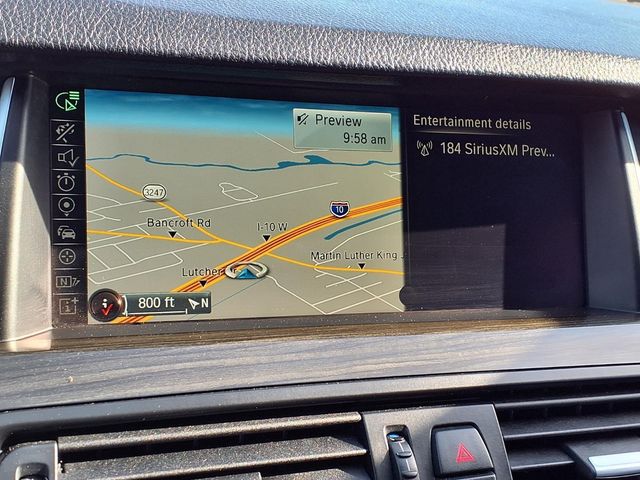 Preview
9:58 am
Entertainment details
184 SiriusXM Prev...
3247
10
Bancroft Rd
I-10 W
Martin Luther King J
Lutcher
800 ft
N
N
i+